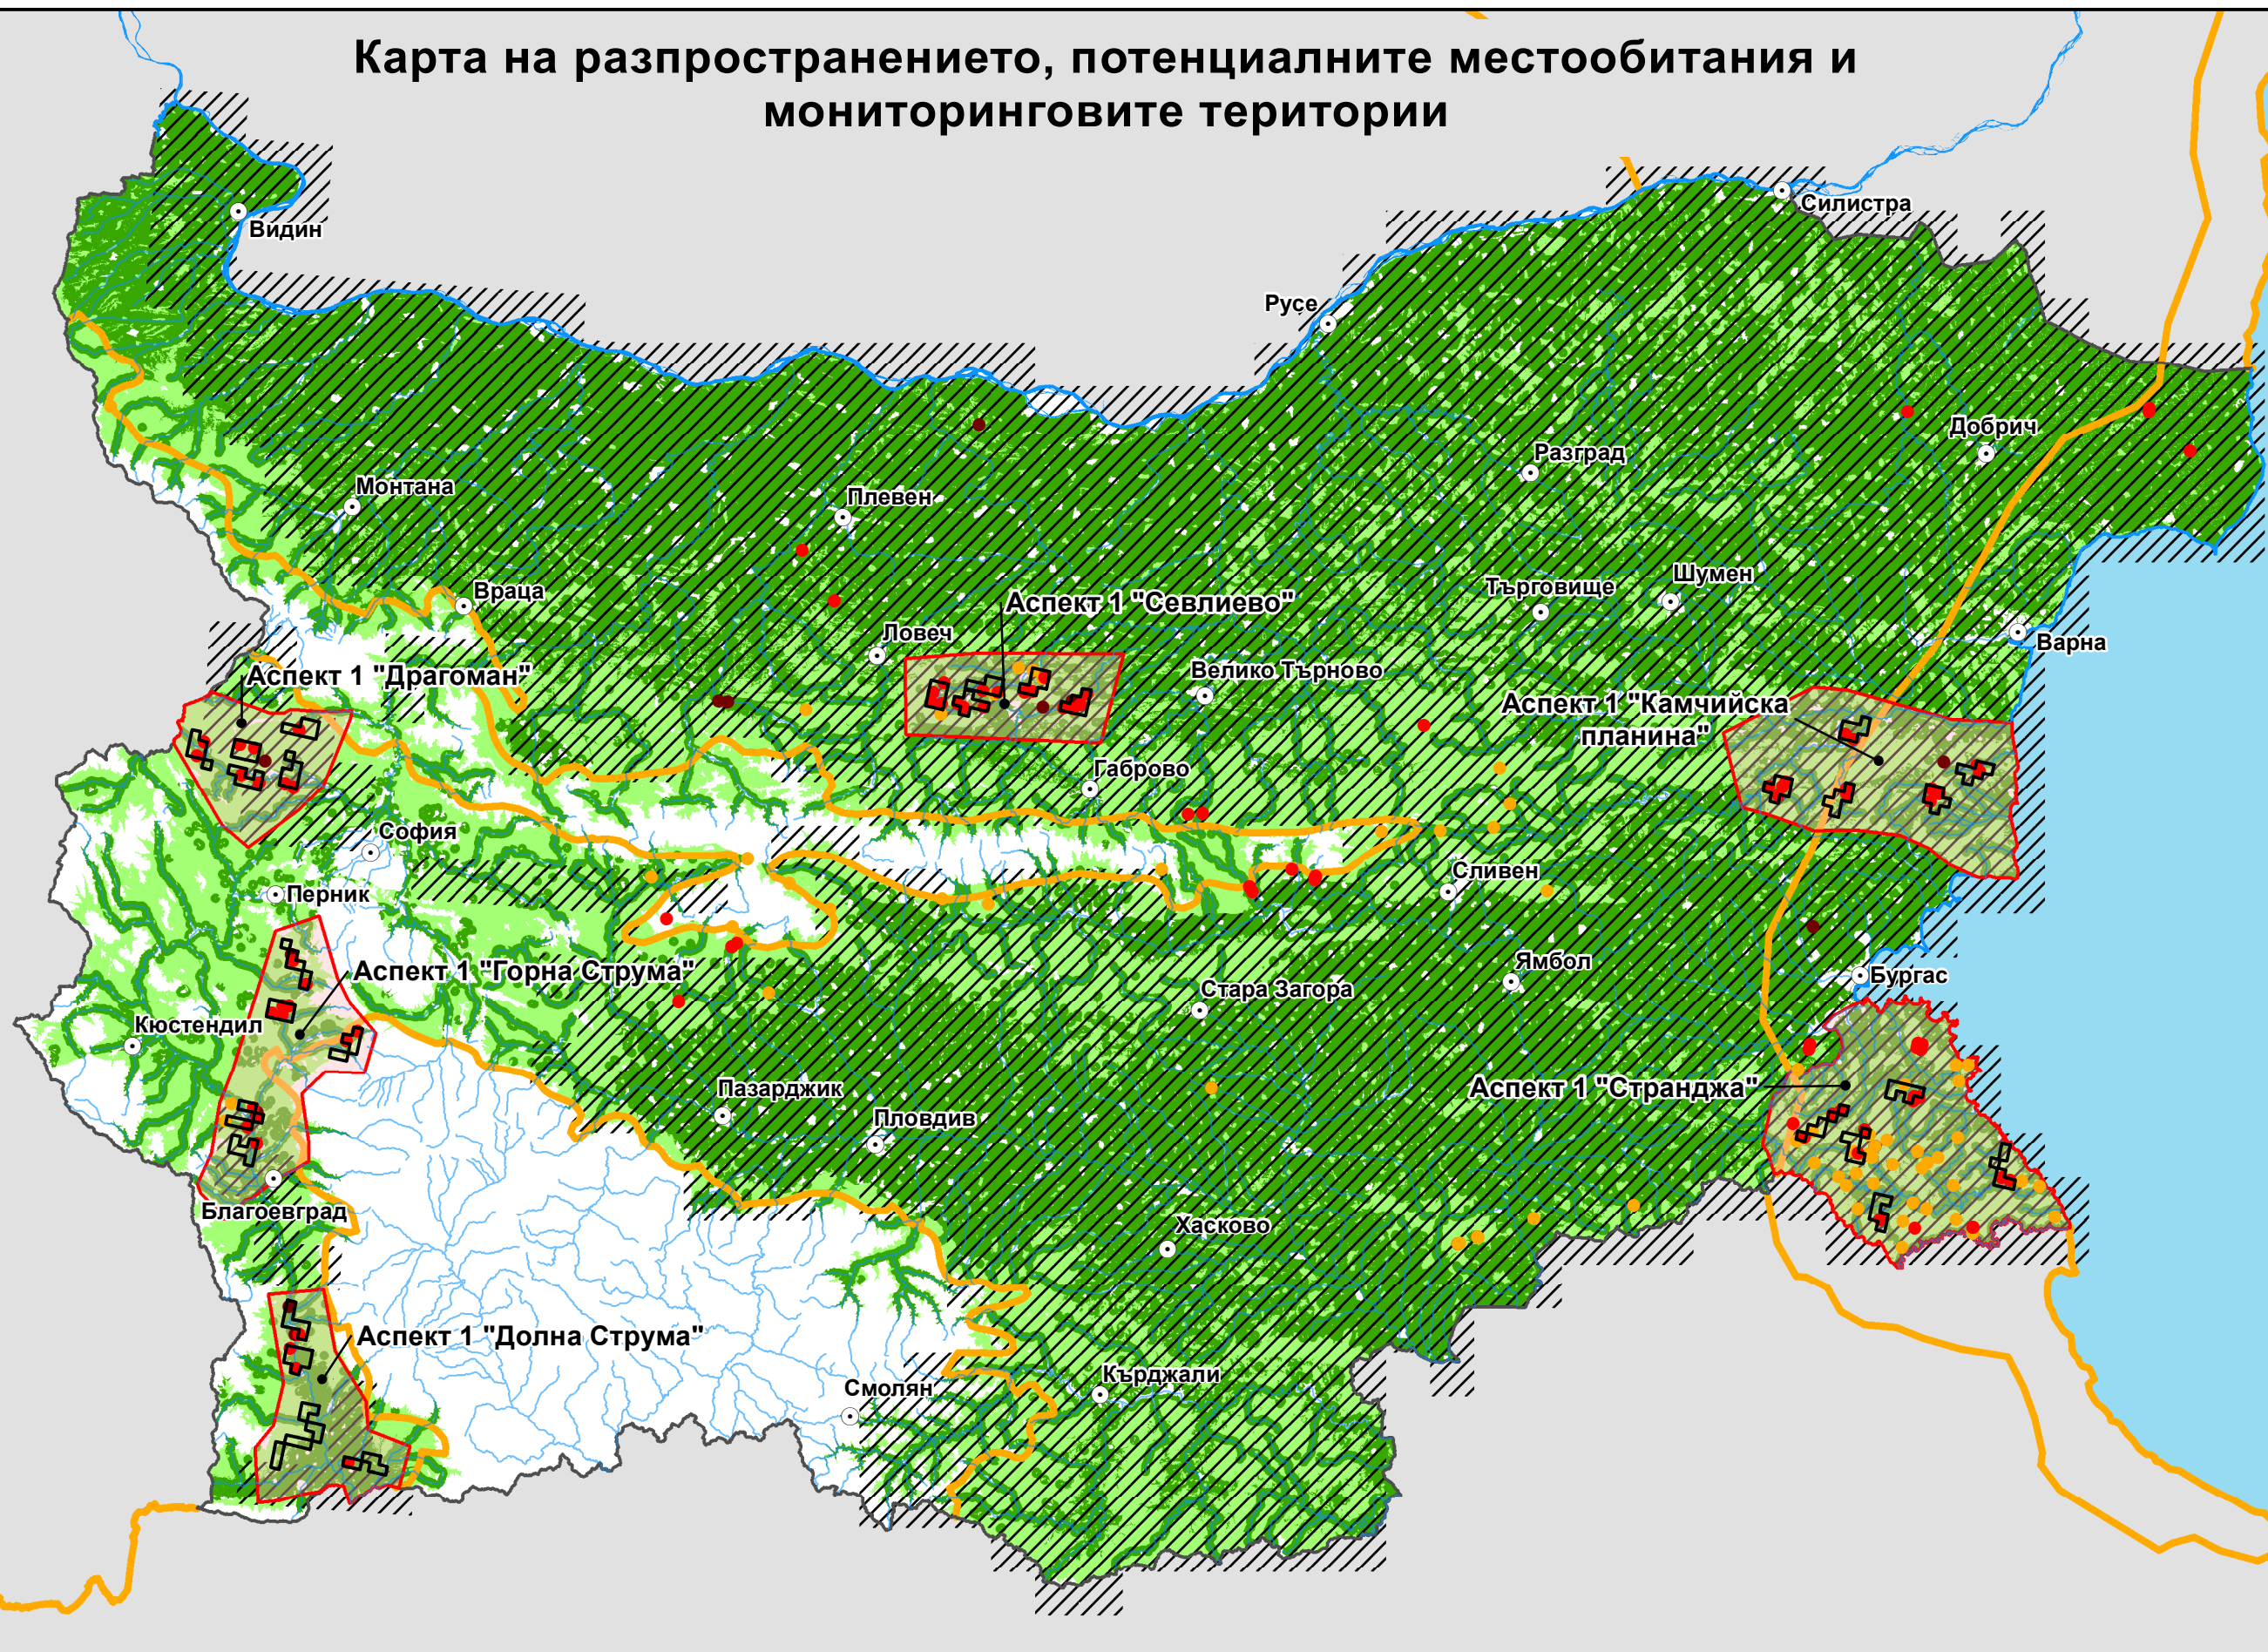 Карта на разпространението, потенциалните местообитания и
мониторинговите територии
Силистра
Видин
Русе
Добрич
Разград
Монтана
Плевен
Шумен
Търговище
Враца
Аспект 1 "Севлиево"
Ловеч
Варна
Велико Търново
Аспект 1 "Драгоман"
Аспект 1 "Камчийска
планина"
Габрово
София
Сливен
Перник
Ямбол
Аспект 1 "Горна Струма"
Бургас
Стара Загора
Кюстендил
Пазарджик
Аспект 1 "Странджа"
Пловдив
Благоевград
Хасково
Аспект 1 "Долна Струма"
Кърджали
Смолян